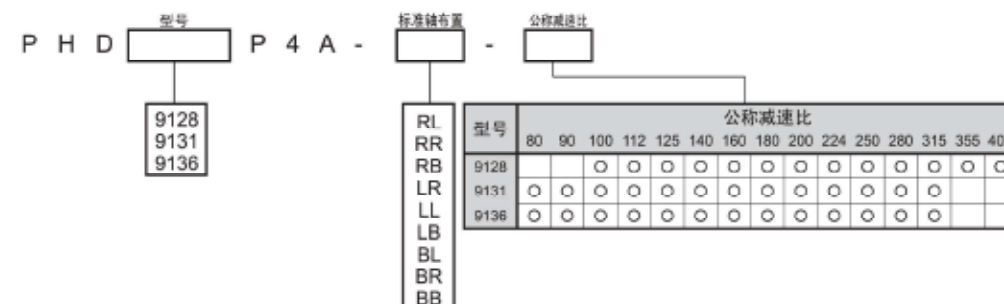 型号 标准轴布置 公称减速比
P H D P 4 A - -
9128
9131
9136
RL
RR
RB
LR
LL
LB
BL
BR
BB
型号 公称减速比
80 90 100 112 125 140 160 180 200 224 250 280 315 355 40
9128 ○ ○ ○ ○ ○ ○ ○ ○ ○ ○ ○ ○ ○
9131 ○ ○ ○ ○ ○ ○ ○ ○ ○ ○ ○ ○ ○
9136 ○ ○ ○ ○ ○ ○ ○ ○ ○ ○ ○ ○ ○